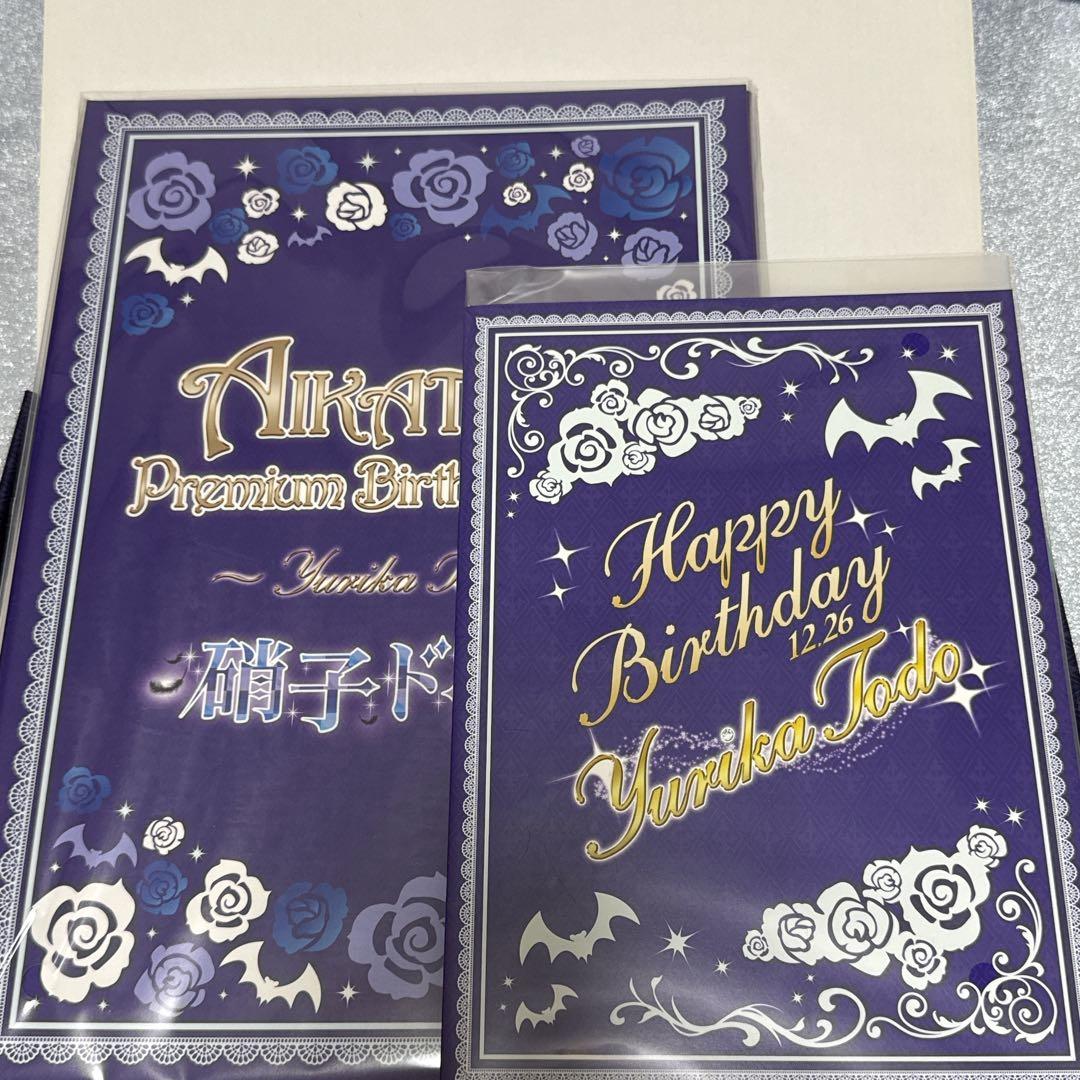 AIKAT
Premium Birth
～ Yurika T
硝子ド
Happy
Birthday
12.26
Yurika Todo